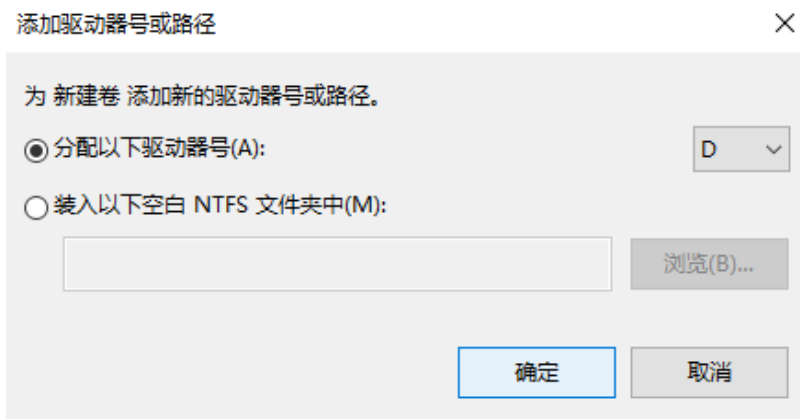 添加驱动器号或路径
为 新建卷 添加新的驱动器号或路径。
分配以下驱动器号(A): D
装入以下空白 NTFS 文件夹中(M):
浏览(B)...
确定 取消